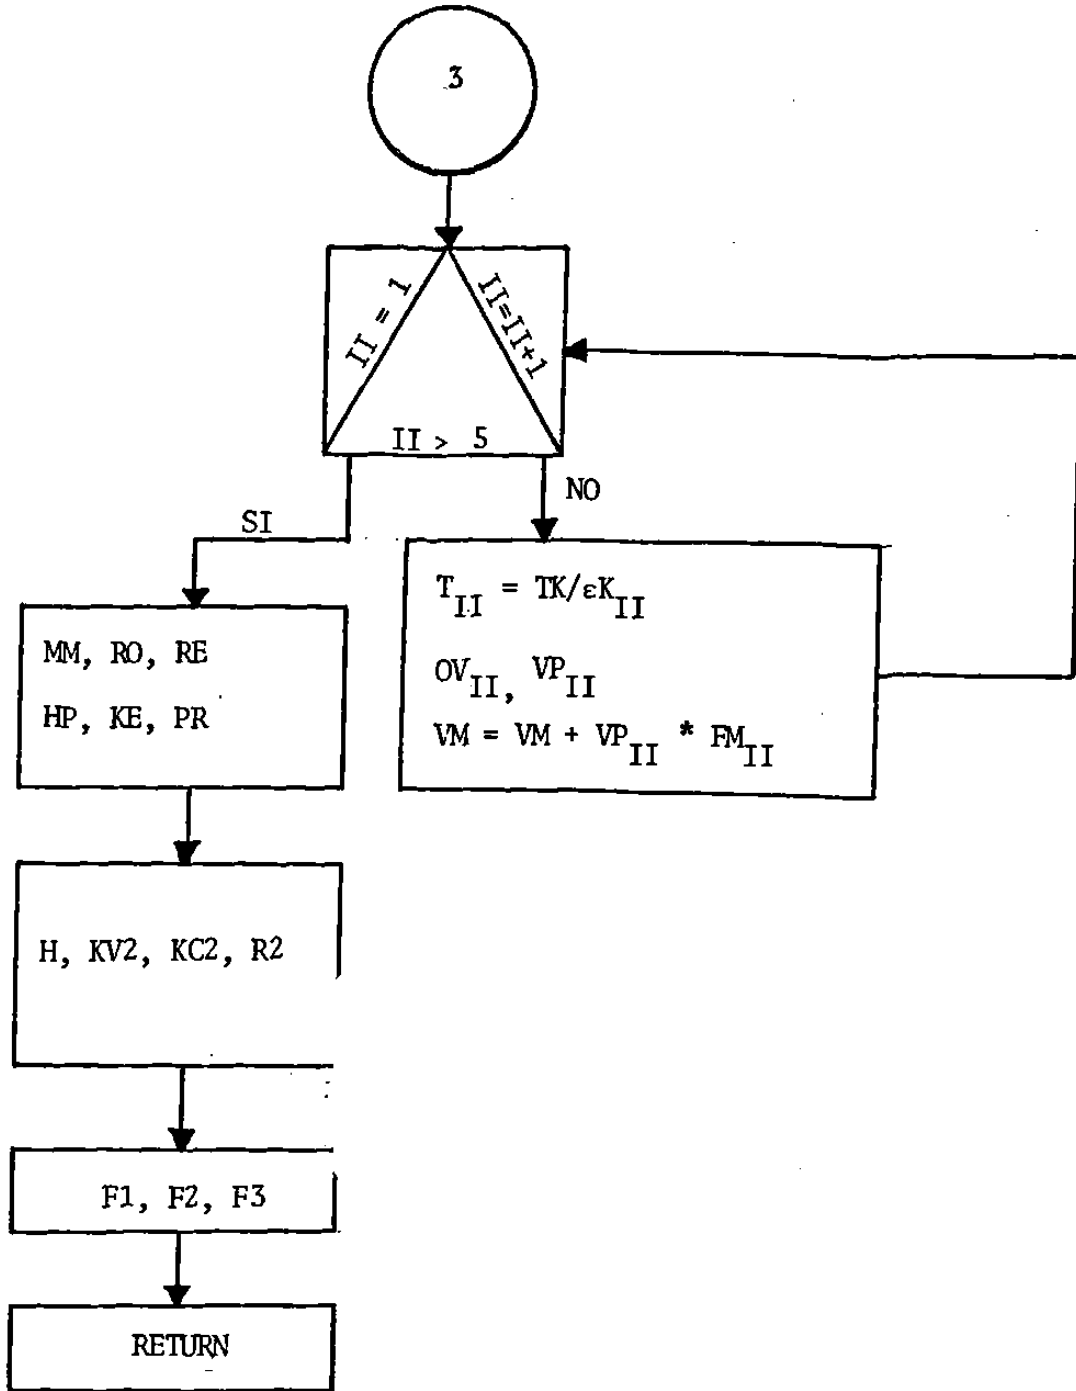 3
II = 1
II=II+1
II > 5
SI
NO
T_II = TK/εK_II
OV_II, VP_II
VM = VM + VP_II * FM_II
MM, RO, RE
HP, KE, PR
H, KV2, KC2, R2
F1, F2, F3
RETURN